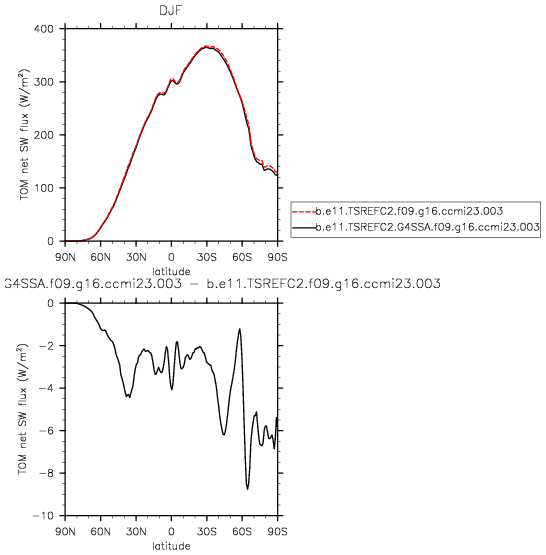 DJF
400
300
200
100
0
TOM net SW flux (W/m²)
90N 60N 30N 0 30S 60S 90S
latitude
b.e11.TSREFC2.f09.g16.ccmi23.003
b.e11.TSREFC2.G4SSA.f09.g16.ccmi23.003
G4SSA.f09.g16.ccmi23.003 − b.e11.TSREFC2.f09.g16.ccmi23.003
0
−2
−4
−6
−8
−10
TOM net SW flux (W/m²)
90N 60N 30N 0 30S 60S 90S
latitude